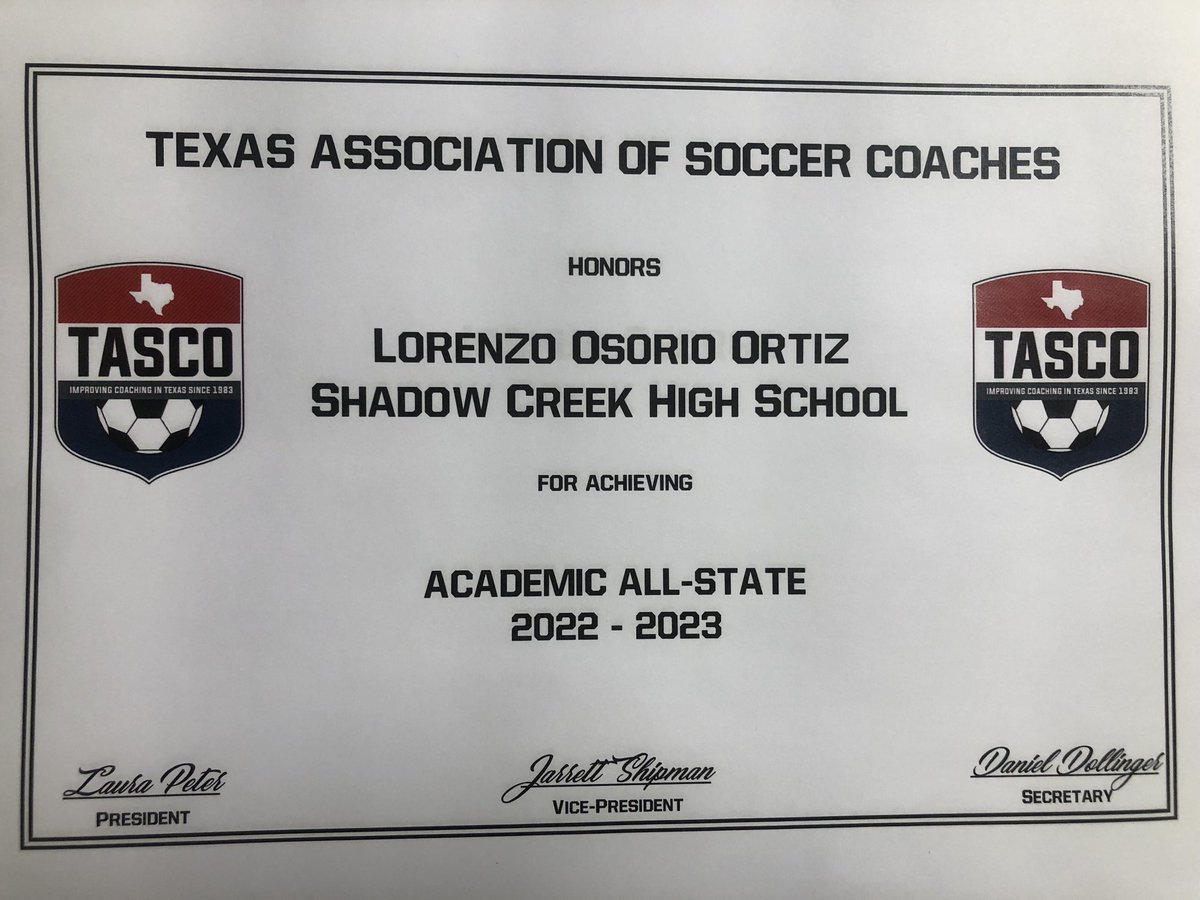 TEXAS ASSOCIATION OF SOCCER COACHES
HONORS
LORENZO OSORIO ORTIZ
SHADOW CREEK HIGH SCHOOL
FOR ACHIEVING
ACADEMIC ALL-STATE
2022 - 2023
TASCO
IMPROVING COACHING IN TEXAS SINCE 1983
TASCO
IMPROVING COACHING IN TEXAS SINCE 1983
Laura Peter
PRESIDENT
Jarrett Shipman
VICE-PRESIDENT
Daniel Dollinger
SECRETARY